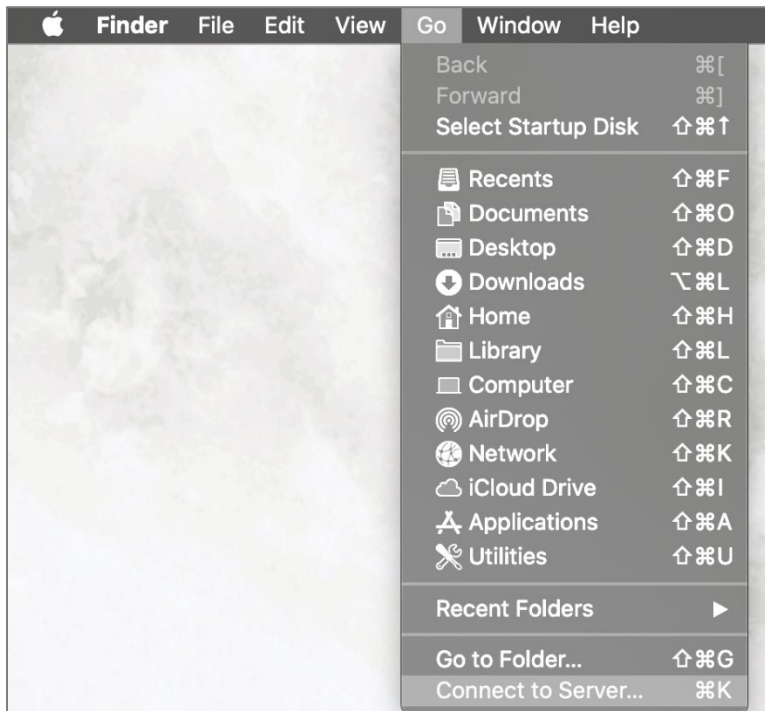 Finder File Edit View Go Window Help
Back ⌘[
Forward ⌘]
Select Startup Disk ⇧⌘↑
Recents ⇧⌘F
Documents ⇧⌘O
Desktop ⇧⌘D
Downloads ⌥⌘L
Home ⇧⌘H
Library ⇧⌘L
Computer ⇧⌘C
AirDrop ⇧⌘R
Network ⇧⌘K
iCloud Drive ⇧⌘I
Applications ⇧⌘A
Utilities ⇧⌘U
Recent Folders ▶
Go to Folder... ⇧⌘G
Connect to Server... ⌘K